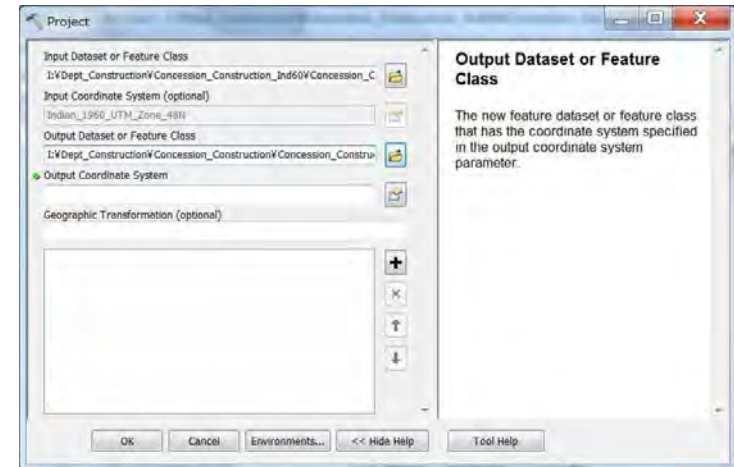 Project
Input Dataset or Feature Class
I:¥Dept_Construction¥Concession_Construction_Ind60¥Concession_C
Input Coordinate System (optional)
Indian_1960_UTM_Zone_48N
Output Dataset or Feature Class
I:¥Dept_Construction¥Concession_Construction¥Concession_Constru
Output Coordinate System
Geographic Transformation (optional)
OK
Cancel
Environments...
<< Hide Help
Output Dataset or Feature
Class
The new feature dataset or feature class
that has the coordinate system specified
in the output coordinate system
parameter.
Tool Help